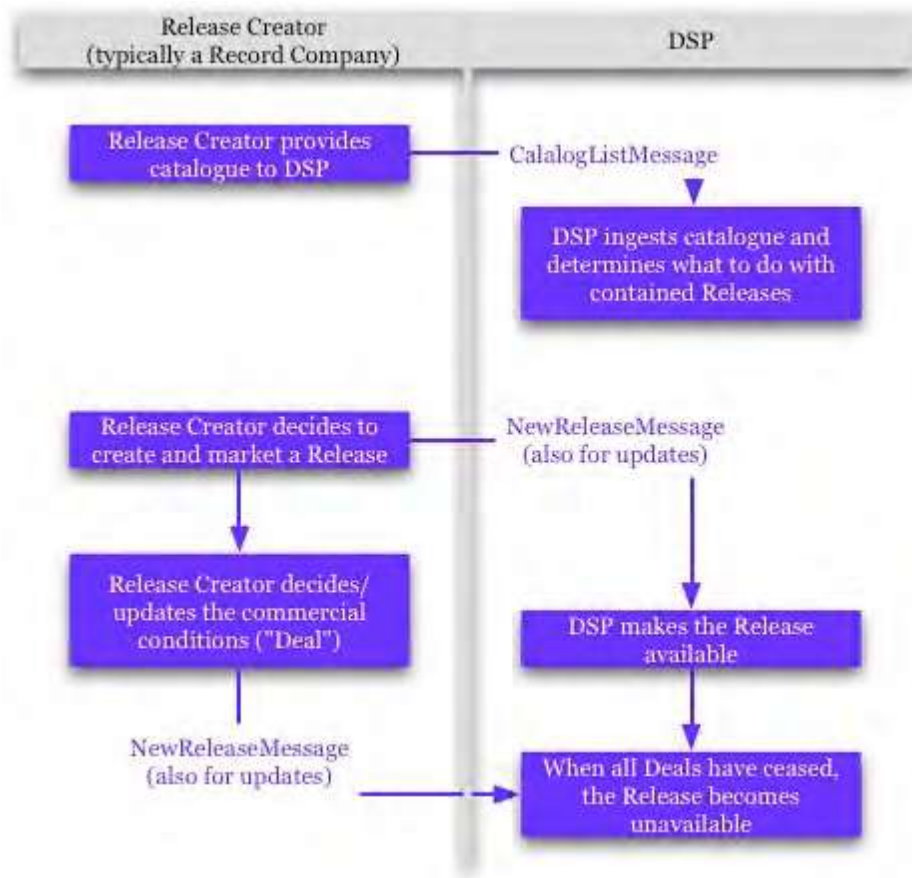 Release Creator
(typically a Record Company)
DSP
Release Creator provides
catalogue to DSP
CalalogListMessage
DSP ingests catalogue and
determines what to do with
contained Releases
Release Creator decides to
create and market a Release
NewReleaseMessage
(also for updates)
Release Creator decides/
updates the commercial
conditions ("Deal")
DSP makes the Release
available
NewReleaseMessage
(also for updates)
When all Deals have ceased,
the Release becomes
unavailable